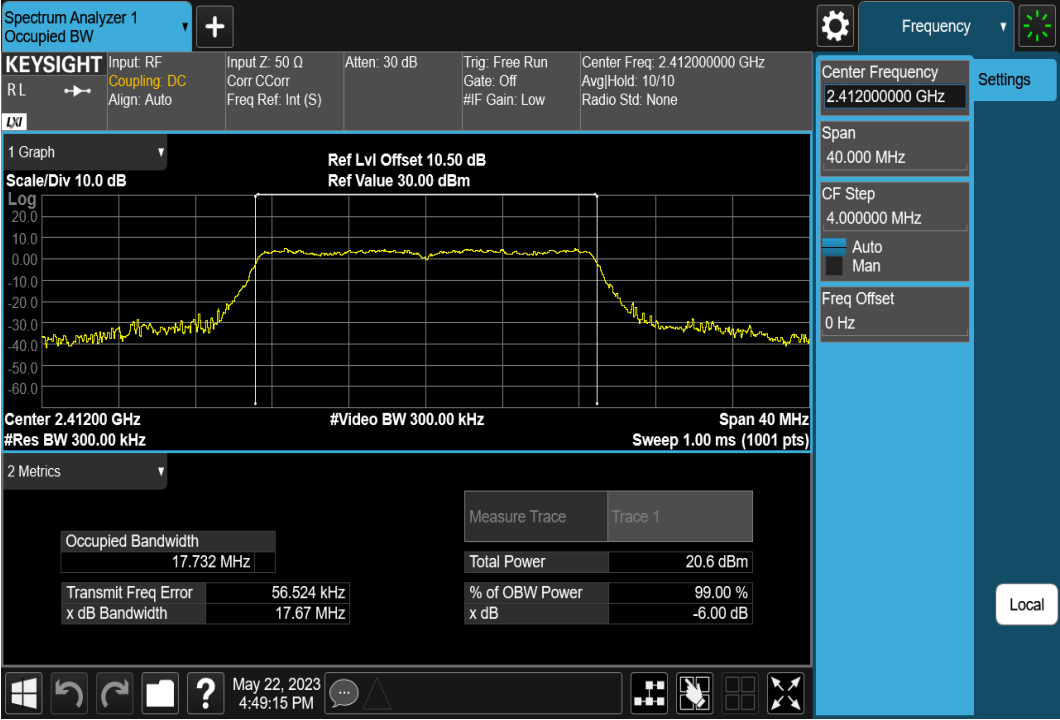 Spectrum Analyzer 1
Occupied BW
▼
+
Frequency ▼
KEYSIGHT
R L
LXI
Input: RF
Coupling: DC
Align: Auto
Input Z: 50 Ω
Corr CCorr
Freq Ref: Int (S)
Atten: 30 dB
Trig: Free Run
Gate: Off
#IF Gain: Low
Center Freq: 2.412000000 GHz
Avg|Hold: 10/10
Radio Std: None
Center Frequency
2.412000000 GHz
Settings
Span
40.000 MHz
CF Step
4.000000 MHz
Auto
Man
Freq Offset
0 Hz
1 Graph ▼
Scale/Div 10.0 dB
Ref Lvl Offset 10.50 dB
Ref Value 30.00 dBm
Log
20.0
10.0
0.00
-10.0
-20.0
-30.0
-40.0
-50.0
-60.0
Center 2.41200 GHz
#Res BW 300.00 kHz
#Video BW 300.00 kHz
Span 40 MHz
Sweep 1.00 ms (1001 pts)
2 Metrics ▼
Measure Trace Trace 1
Occupied Bandwidth
17.732 MHz
Total Power 20.6 dBm
Transmit Freq Error 56.524 kHz
x dB Bandwidth 17.67 MHz
% of OBW Power 99.00 %
x dB -6.00 dB
Local
?
May 22, 2023
4:49:15 PM